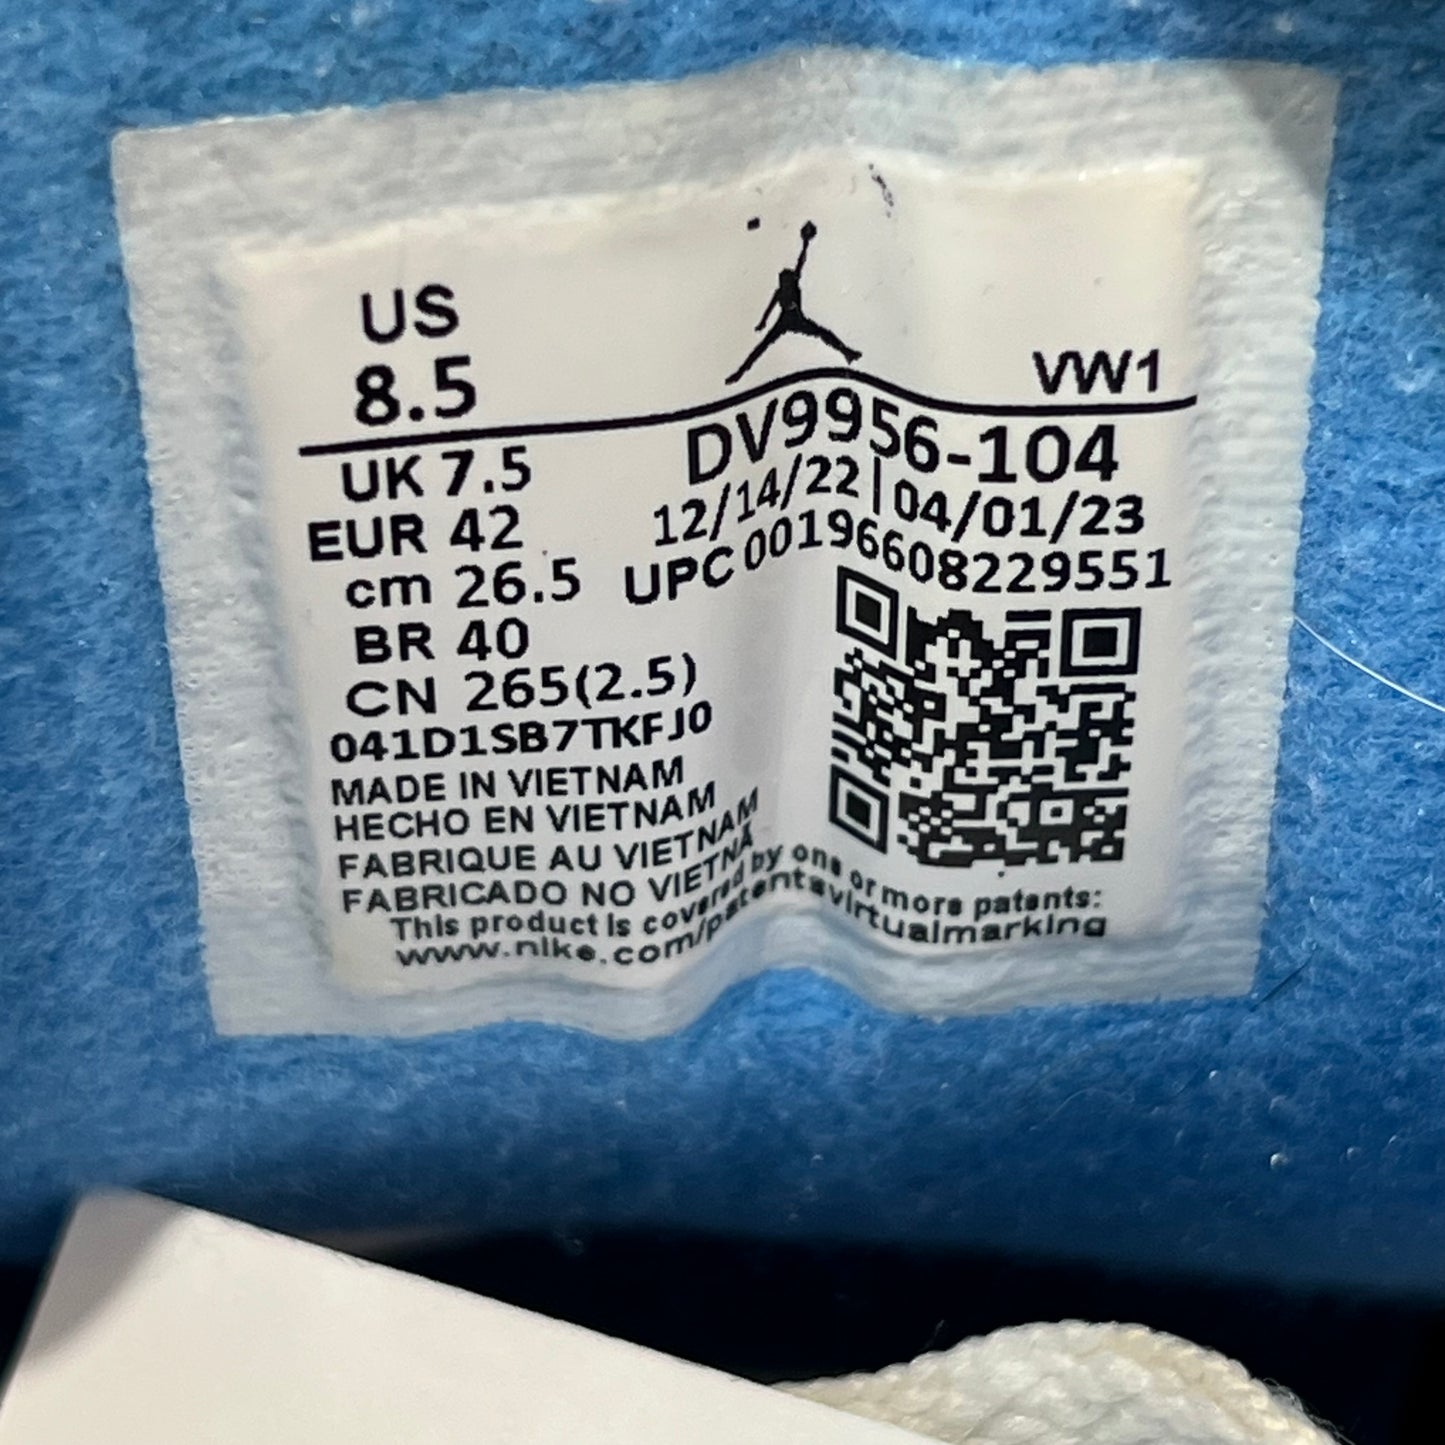 US
8.5
VW1
UK 7.5
EUR 42
cm 26.5
BR 40
CN 265(2.5)
041D1SB7TKFJ0
DV9956-104
12/14/22 | 04/01/23
UPC 00196608229551
MADE IN VIETNAM
HECHO EN VIETNAM
FABRIQUE AU VIETNAM
FABRICADO NO VIETNÃ
This product is covered by one or more patents:
www.nike.com/patentsvirtualmarking